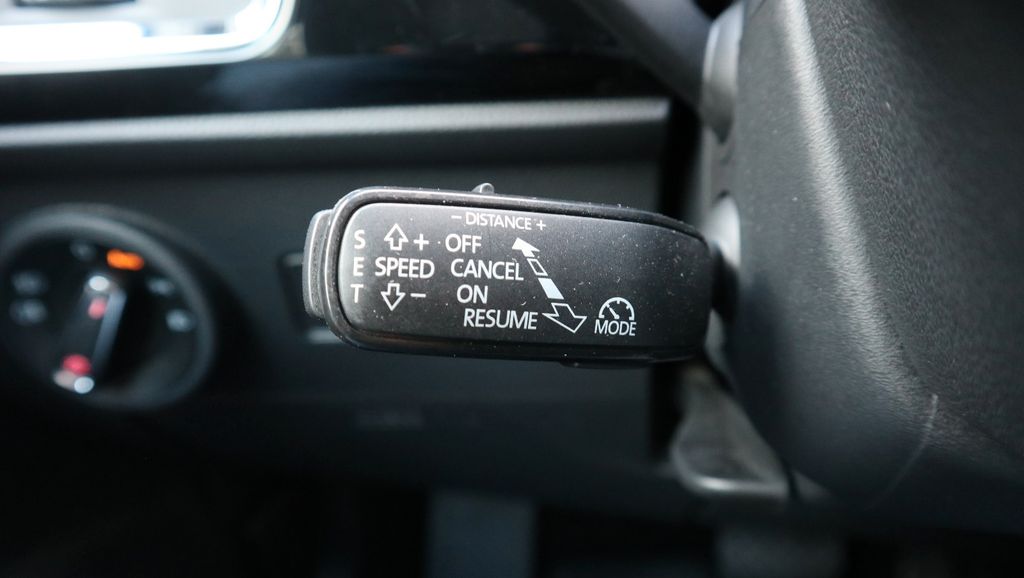 - DISTANCE +
S + OFF
E SPEED CANCEL
T - ON
RESUME
MODE